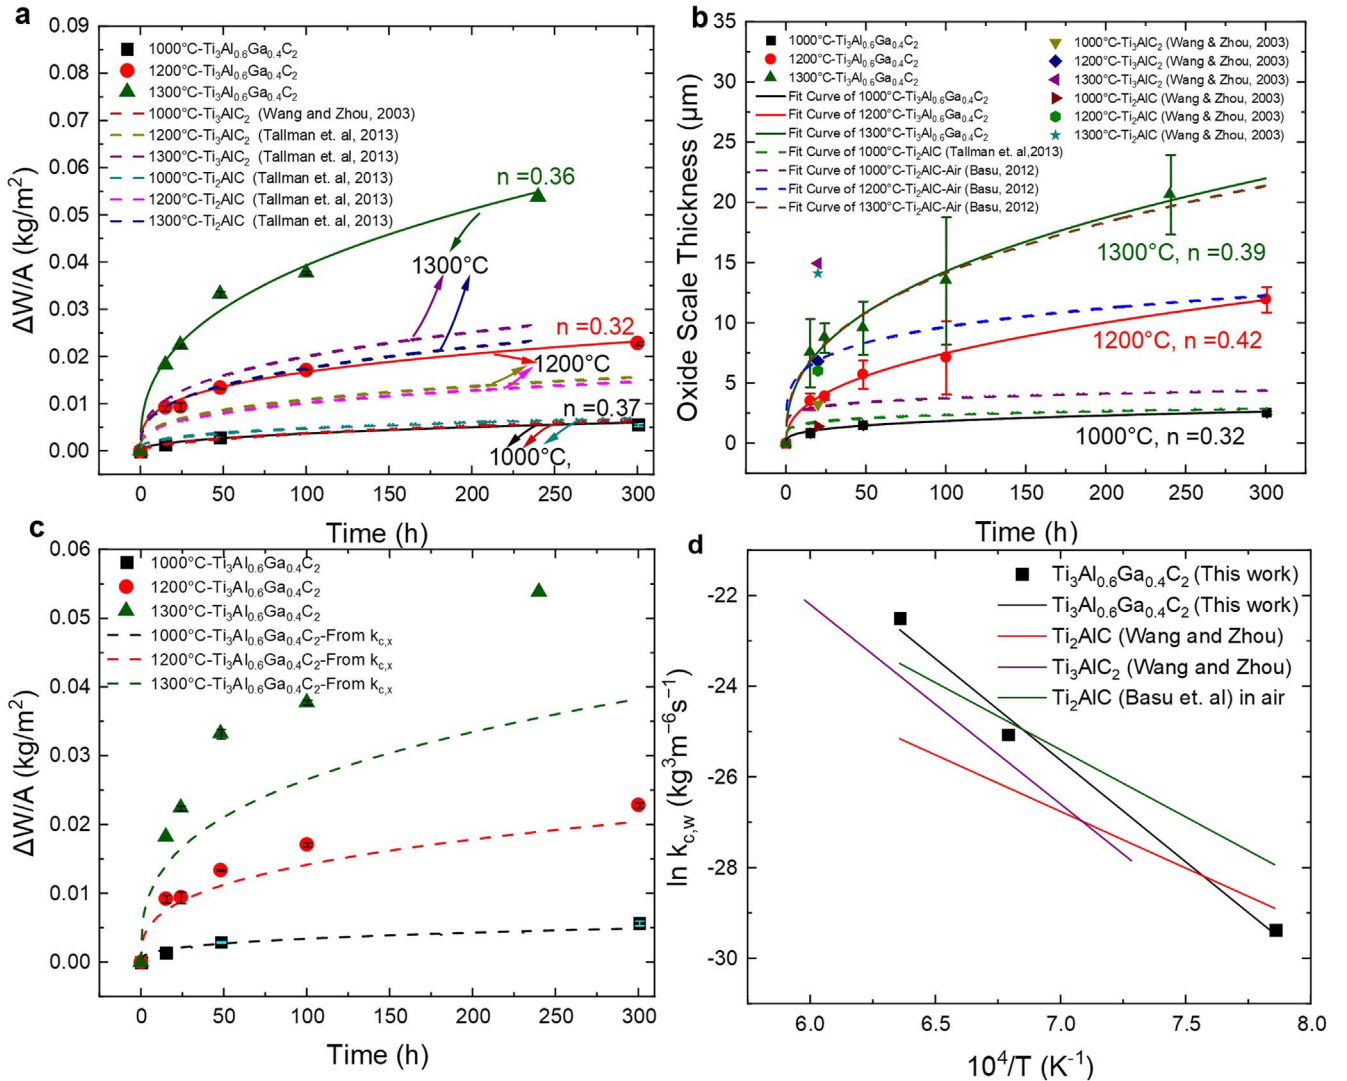 a
ΔW/A (kg/m²)
0.09
0.08
0.07
0.06
0.05
0.04
0.03
0.02
0.01
0.00
1000°C-Ti₃Al₀.₆Ga₀.₄C₂
1200°C-Ti₃Al₀.₆Ga₀.₄C₂
1300°C-Ti₃Al₀.₆Ga₀.₄C₂
1000°C-Ti₃AlC₂ (Wang and Zhou, 2003)
1200°C-Ti₃AlC₂ (Tallman et. al, 2013)
1300°C-Ti₃AlC₂ (Tallman et. al, 2013)
1000°C-Ti₂AlC (Tallman et. al, 2013)
1200°C-Ti₂AlC (Tallman et. al, 2013)
1300°C-Ti₂AlC (Tallman et. al, 2013)
n =0.36
1300°C
n =0.32
1200°C
n =0.37
1000°C,
0 50 100 150 200 250 300
Time (h)
b
Oxide Scale Thickness (μm)
35
30
25
20
15
10
5
0
1000°C-Ti₃Al₀.₆Ga₀.₄C₂
1200°C-Ti₃Al₀.₆Ga₀.₄C₂
1300°C-Ti₃Al₀.₆Ga₀.₄C₂
Fit Curve of 1000°C-Ti₃Al₀.₆Ga₀.₄C₂
Fit Curve of 1200°C-Ti₃Al₀.₆Ga₀.₄C₂
Fit Curve of 1300°C-Ti₃Al₀.₆Ga₀.₄C₂
Fit Curve of 1000°C-Ti₂AlC (Tallman et. al,2013)
Fit Curve of 1000°C-Ti₂AlC-Air (Basu, 2012)
Fit Curve of 1200°C-Ti₂AlC-Air (Basu, 2012)
Fit Curve of 1300°C-Ti₂AlC-Air (Basu, 2012)
1000°C-Ti₃AlC₂ (Wang & Zhou, 2003)
1200°C-Ti₃AlC₂ (Wang & Zhou, 2003)
1300°C-Ti₃AlC₂ (Wang & Zhou, 2003)
1000°C-Ti₂AlC (Wang & Zhou, 2003)
1200°C-Ti₂AlC (Wang & Zhou, 2003)
1300°C-Ti₂AlC (Wang & Zhou, 2003)
1300°C, n =0.39
1200°C, n =0.42
1000°C, n =0.32
0 50 100 150 200 250 300
Time (h)
c
ΔW/A (kg/m²)
0.06
0.05
0.04
0.03
0.02
0.01
0.00
1000°C-Ti₃Al₀.₆Ga₀.₄C₂
1200°C-Ti₃Al₀.₆Ga₀.₄C₂
1300°C-Ti₃Al₀.₆Ga₀.₄C₂
1000°C-Ti₃Al₀.₆Ga₀.₄C₂-From k_c,x
1200°C-Ti₃Al₀.₆Ga₀.₄C₂-From k_c,x
1300°C-Ti₃Al₀.₆Ga₀.₄C₂-From k_c,x
0 50 100 150 200 250 300
Time (h)
d
ln k_c,w (kg³m⁻⁶s⁻¹)
-22
-24
-26
-28
-30
Ti₃Al₀.₆Ga₀.₄C₂ (This work)
Ti₃Al₀.₆Ga₀.₄C₂ (This work)
Ti₂AlC (Wang and Zhou)
Ti₃AlC₂ (Wang and Zhou)
Ti₂AlC (Basu et. al) in air
6.0 6.5 7.0 7.5 8.0
10⁴/T (K⁻¹)